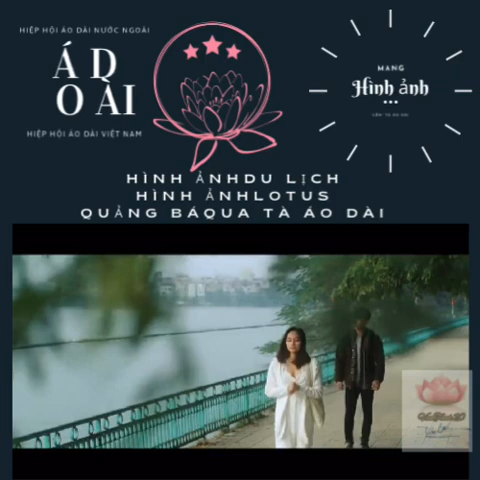 HIỆP HỘI ÁO DÀI NƯỚC NGOÀI
Á D
O ÀI
HIỆP HỘI ÁO DÀI VIỆT NAM
MANG
Hình ảnh
HÌNH ẢNHDU LỊCH
HÌNH ẢNHLOTUS
QUẢNG BÁQUA TÀ ÁO DÀI